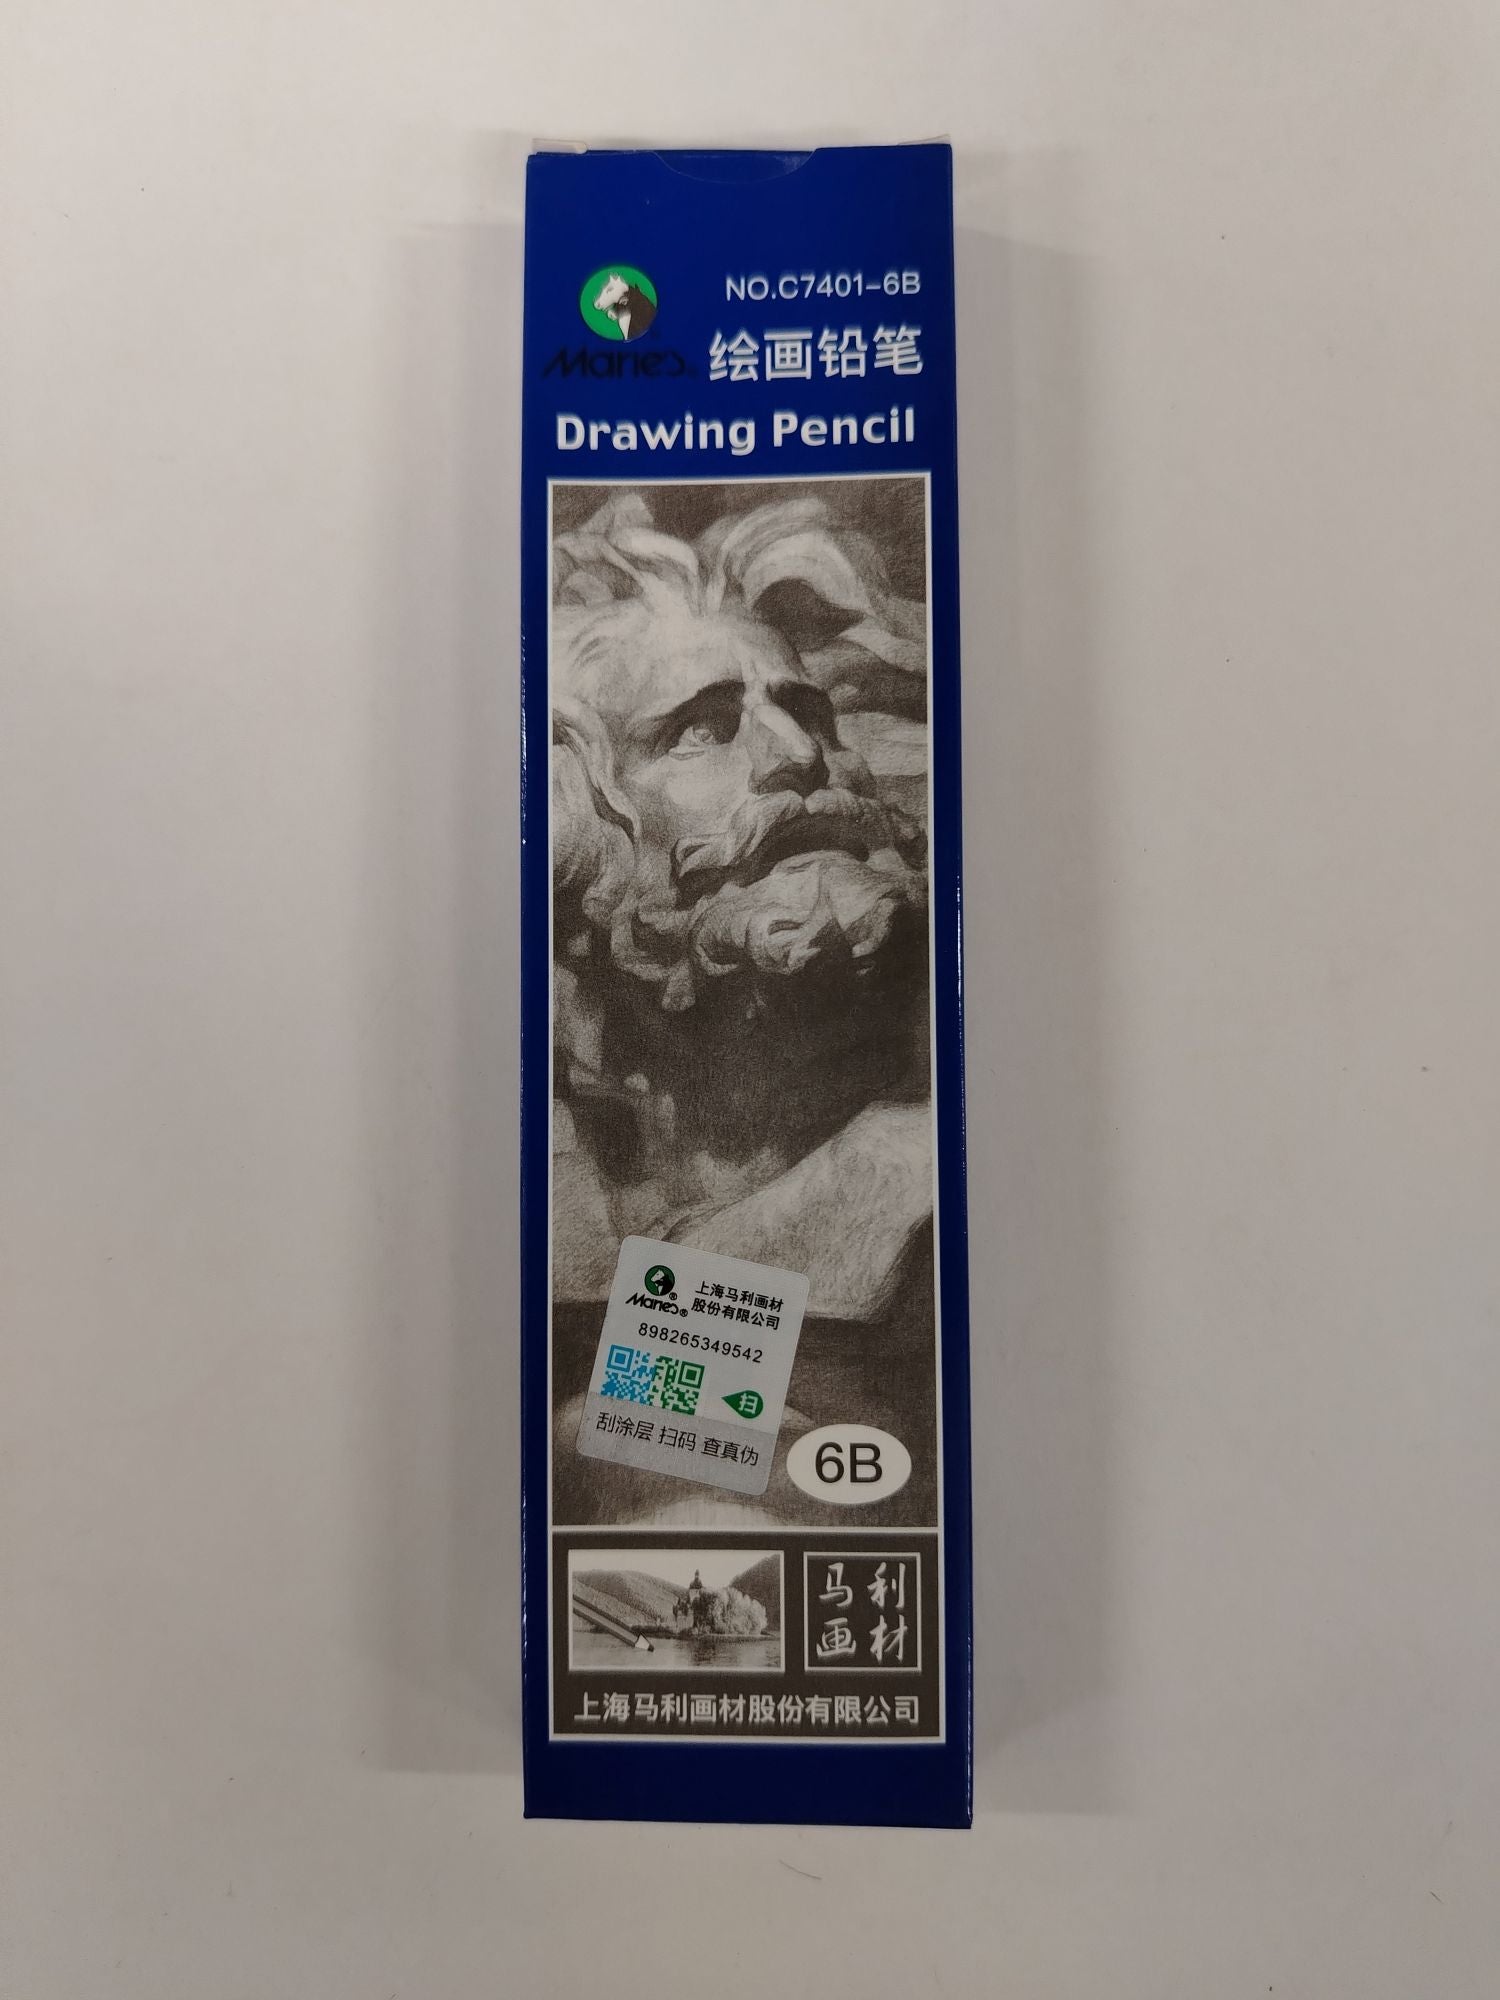 NO.C7401-6B
Marie's®
绘画铅笔
Drawing Pencil
Marie's®
上海马利画材
股份有限公司
898265349542
扫
刮涂层 扫码 查真伪
6B
马利
画材
上海马利画材股份有限公司